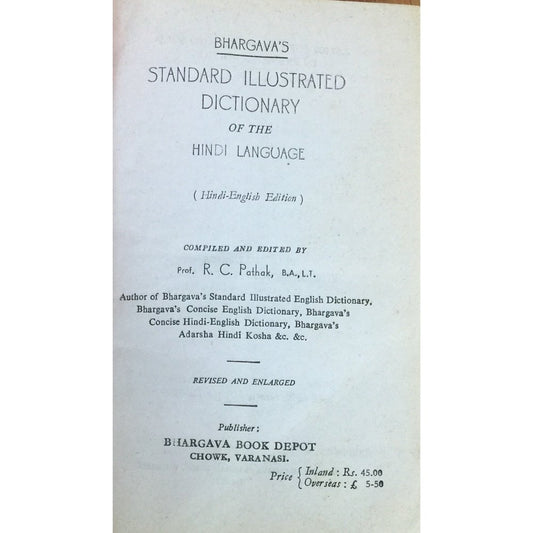 BHARGAVA'S
STANDARD ILLUSTRATED
DICTIONARY
OF THE
HINDI LANGUAGE
( Hindi-English Edition )
COMPILED AND EDITED BY
Prof. R. C. Pathak, B.A., L.T.
Author of Bhargava's Standard Illustrated English Dictionary,
Bhargava's Concise English Dictionary, Bhargava's
Concise Hindi-English Dictionary, Bhargava's
Adarsha Hindi Kosha &c. &c.
REVISED AND ENLARGED
Publisher:
BHARGAVA BOOK DEPOT
CHOWK, VARANASI.
Price { Inland : Rs. 45.00
Overseas : £ 5-50